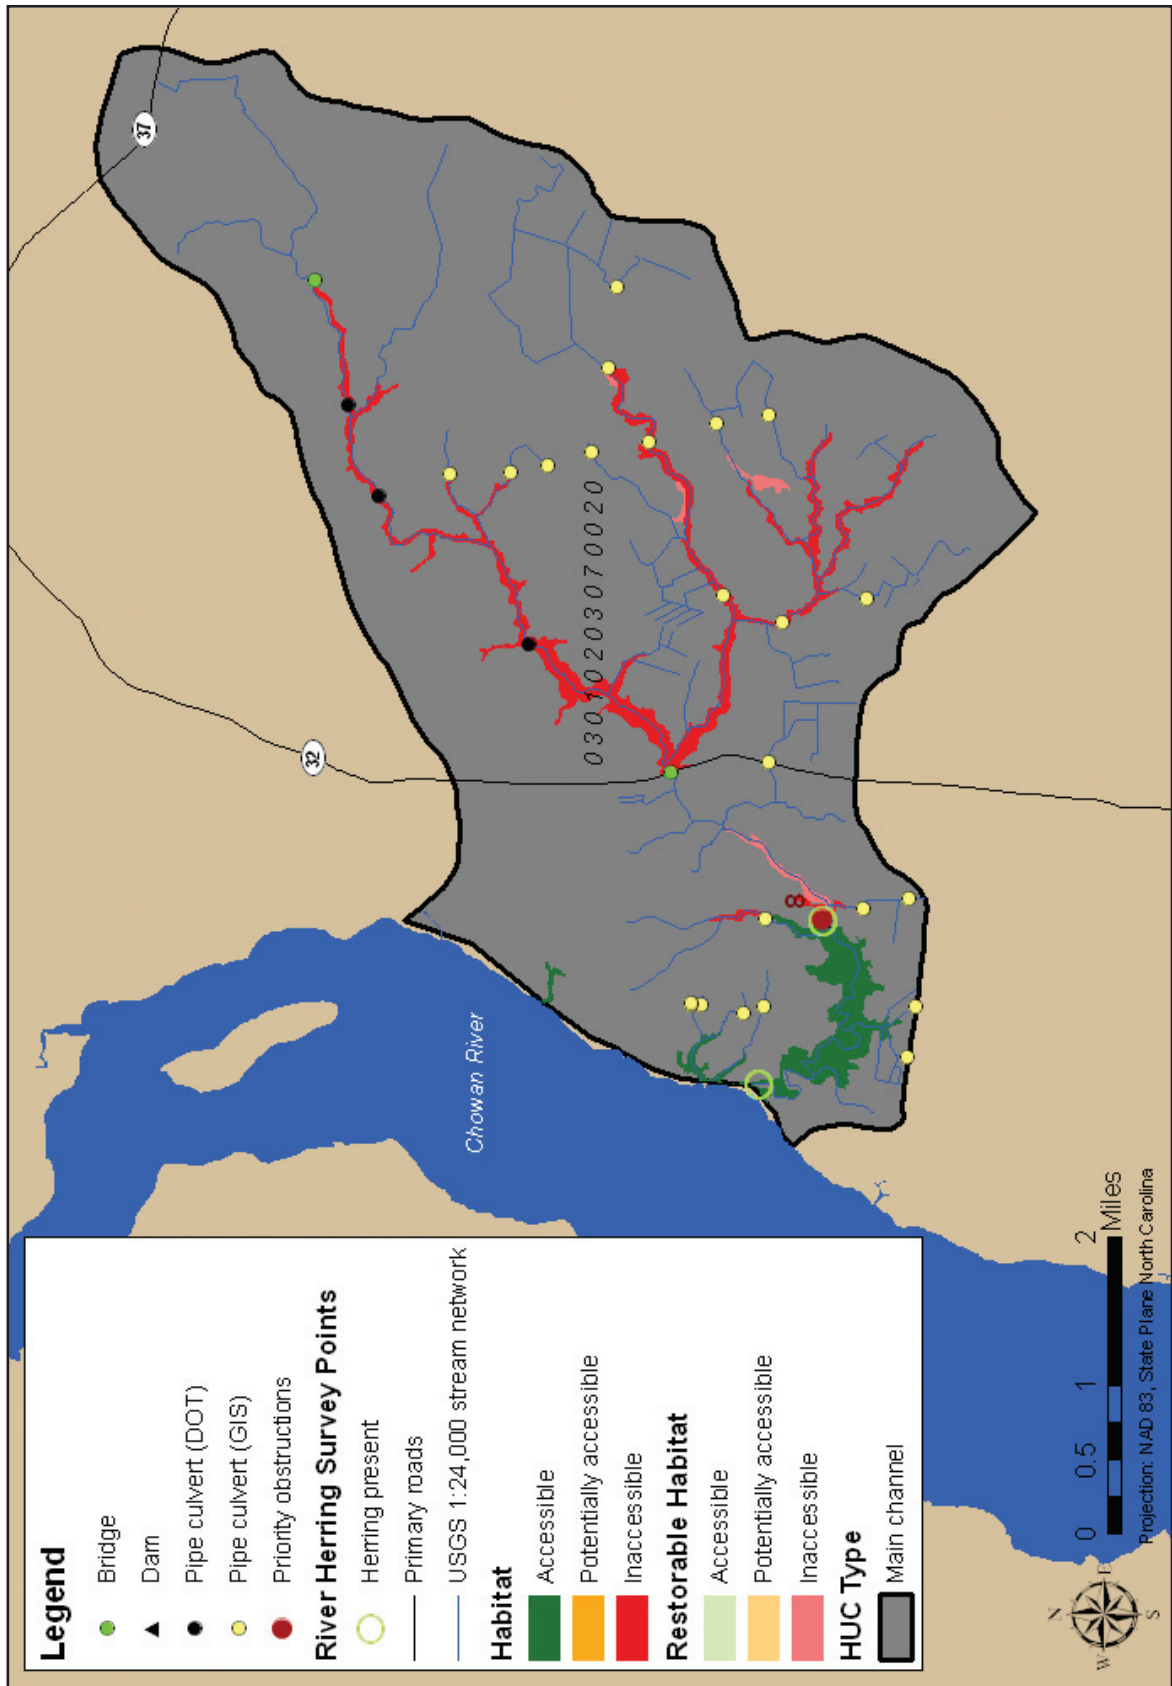 Legend
Bridge
Dam
Pipe culvert (DOT)
Pipe culvert (GIS)
Priority obstructions
River Herring Survey Points
Herring present
Primary roads
USGS 1:24,000 stream network
Habitat
Accessible
Potentially accessible
Inaccessible
Restorable Habitat
Accessible
Potentially accessible
Inaccessible
HUC Type
Main channel
N
W E
S
0 0.5 1 2
Miles
Projection: NAD 83, State Plane North Carolina
Chowan River
32
37
03010203070020
8